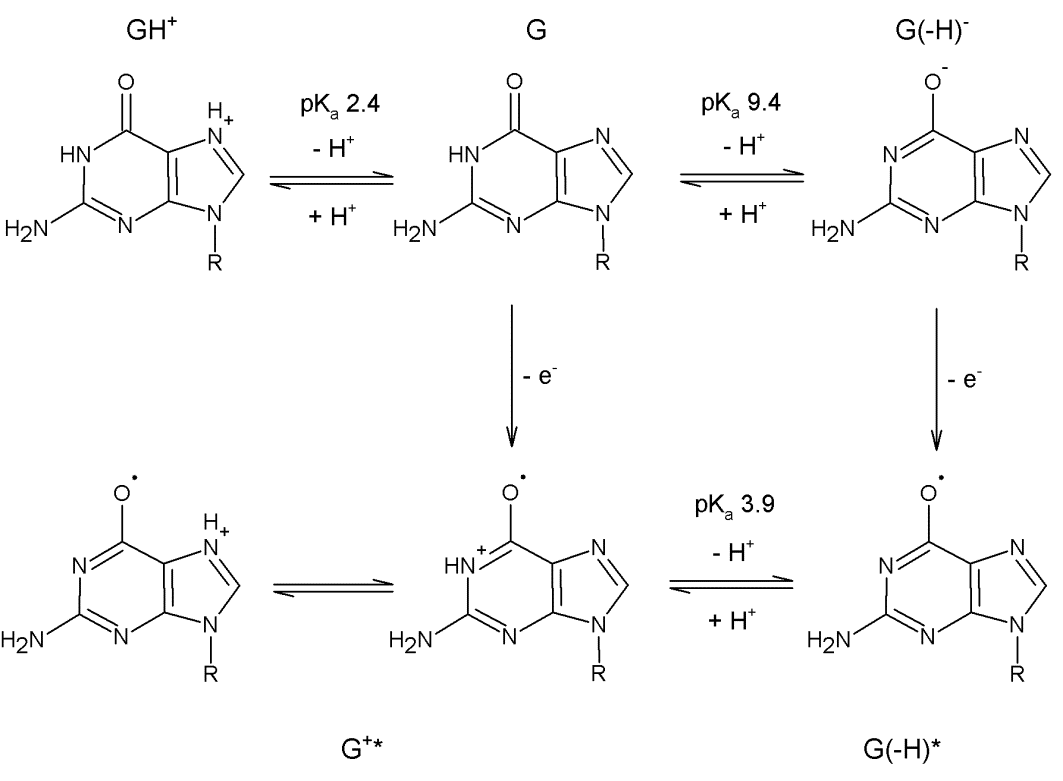 GH⁺ G G(-H)⁻
O O O⁻
pKₐ 2.4 pKₐ 9.4
H
+
- H⁺ - H⁺
HN N HN N N N
+ H⁺ + H⁺
H₂N N N H₂N N N H₂N N N
R R R
- e⁻ - e⁻
O• O• O•
pKₐ 3.9
H
+
- H⁺
N N HN + N N N
+ H⁺
H₂N N N H₂N N N H₂N N N
R R R
G⁺* G(-H)*